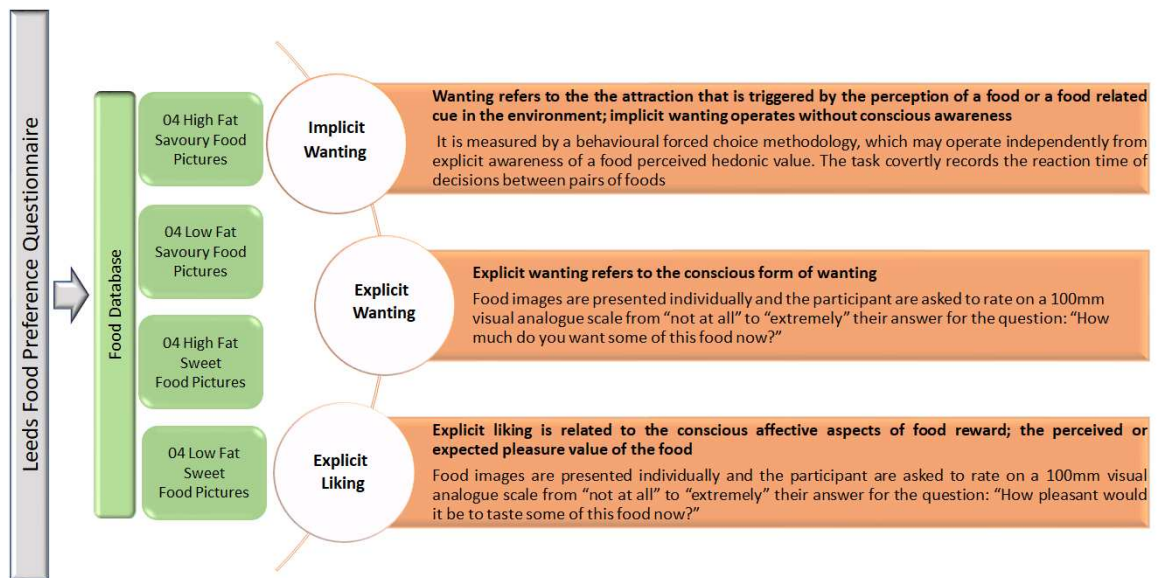 Leeds Food Preference Questionnaire
Food Database
04 High Fat
Savoury Food
Pictures
04 Low Fat
Savoury Food
Pictures
04 High Fat
Sweet
Food Pictures
04 Low Fat
Sweet
Food Pictures
Implicit
Wanting
Wanting refers to the the attraction that is triggered by the perception of a food or a food related
cue in the environment; implicit wanting operates without conscious awareness
It is measured by a behavioural forced choice methodology, which may operate independently from
explicit awareness of a food perceived hedonic value. The task covertly records the reaction time of
decisions between pairs of foods
Explicit
Wanting
Explicit wanting refers to the conscious form of wanting
Food images are presented individually and the participant are asked to rate on a 100mm
visual analogue scale from “not at all” to “extremely” their answer for the question: “How
much do you want some of this food now?”
Explicit
Liking
Explicit liking is related to the conscious affective aspects of food reward; the perceived or
expected pleasure value of the food
Food images are presented individually and the participant are asked to rate on a 100mm visual
analogue scale from “not at all” to “extremely” their answer for the question: “How pleasant would
it be to taste some of this food now?”